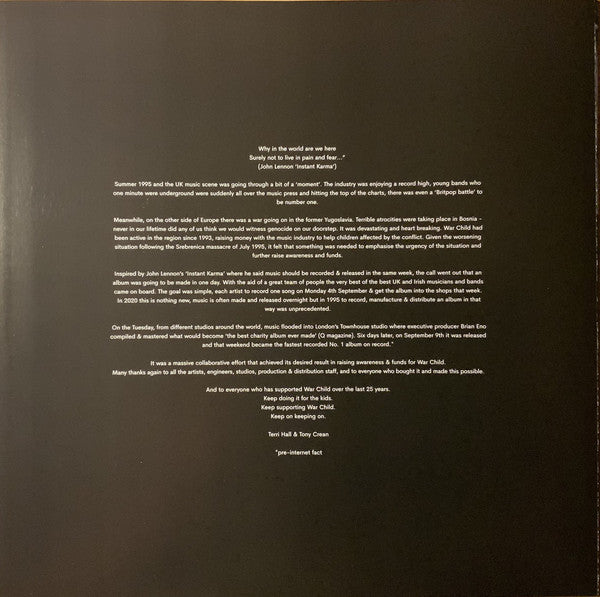 Why in the world are we here
Surely not to live in pain and fear..."
(John Lennon 'Instant Karma')
Summer 1995 and the UK music scene was going through a bit of a 'moment'. The industry was enjoying a record high, young bands who
one minute were underground were suddenly all over the music press and hitting the top of the charts, there was even a 'Britpop battle' to
be number one.
Meanwhile, on the other side of Europe there was a war going on in the former Yugoslavia. Terrible atrocities were taking place in Bosnia -
never in our lifetime did any of us think we would witness genocide on our doorstep. It was devastating and heart breaking. War Child had
been active in the region since 1993, raising money with the music industry to help children affected by the conflict. Given the worsening
situation following the Srebrenica massacre of July 1995, it felt that something was needed to emphasise the urgency of the situation and
further raise awareness and funds.
Inspired by John Lennon's 'Instant Karma' where he said music should be recorded & released in the same week, the call went out that an
album was going to be made in one day. With the aid of a great team of people the very best of the best UK and Irish musicians and bands
came on board. The goal was simple, each artist to record one song on Monday 4th September & get the album into the shops that week.
In 2020 this is nothing new, music is often made and released overnight but in 1995 to record, manufacture & distribute an album in that
way was unprecedented.
On the Tuesday, from different studios around the world, music flooded into London's Townhouse studio where executive producer Brian Eno
compiled & mastered what would become 'the best charity album ever made' (Q magazine). Six days later, on September 9th it was released
and that weekend became the fastest recorded No. 1 album on record.*
It was a massive collaborative effort that achieved its desired result in raising awareness & funds for War Child.
Many thanks again to all the artists, engineers, studios, production & distribution staff, and to everyone who bought it and made this possible.
And to everyone who has supported War Child over the last 25 years.
Keep doing it for the kids.
Keep supporting War Child.
Keep on keeping on.
Terri Hall & Tony Crean
*pre-internet fact